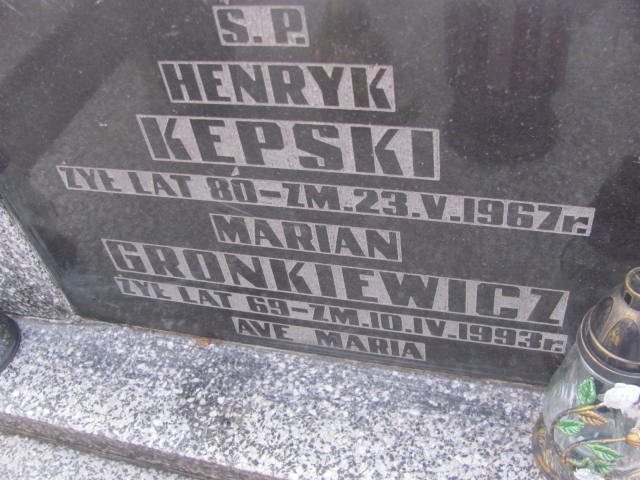 Ś.P.
HENRYK
KĘPSKI
ŻYŁ LAT 80-ZM.23.V.1967r.
MARIAN
GRONKIEWICZ
ŻYŁ LAT 69-ZM.10.IV.1993r.
AVE MARIA